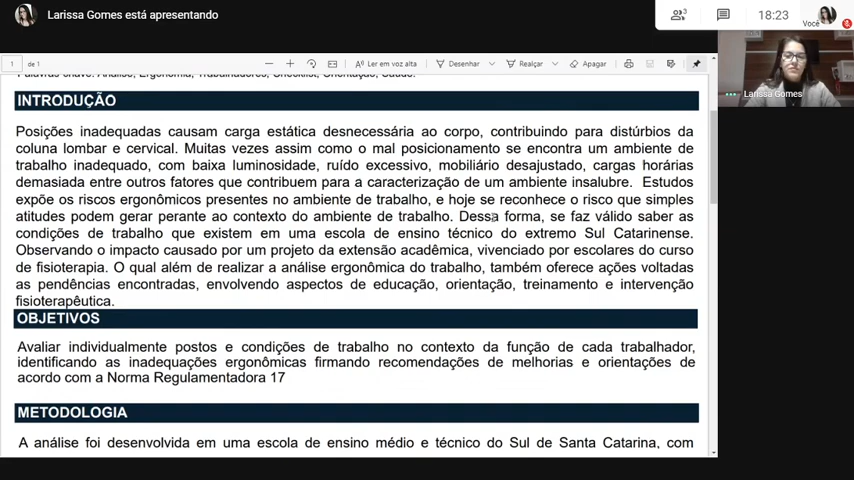 Larissa Gomes está apresentando
3
18:23
Você
1
de 1
Ler em voz alta
Desenhar
Realçar
Apagar
Larissa Gomes
Palavras-chave: Análise, Ergonomia, Trabalhadores, Checklist, Orientação, Saúde.
INTRODUÇÃO
Posições inadequadas causam carga estática desnecessária ao corpo, contribuindo para distúrbios da
coluna lombar e cervical. Muitas vezes assim como o mal posicionamento se encontra um ambiente de
trabalho inadequado, com baixa luminosidade, ruído excessivo, mobiliário desajustado, cargas horárias
demasiada entre outros fatores que contribuem para a caracterização de um ambiente insalubre. Estudos
expõe os riscos ergonômicos presentes no ambiente de trabalho, e hoje se reconhece o risco que simples
atitudes podem gerar perante ao contexto do ambiente de trabalho. Dessa forma, se faz válido saber as
condições de trabalho que existem em uma escola de ensino técnico do extremo Sul Catarinense.
Observando o impacto causado por um projeto da extensão acadêmica, vivenciado por escolares do curso
de fisioterapia. O qual além de realizar a análise ergonômica do trabalho, também oferece ações voltadas
as pendências encontradas, envolvendo aspectos de educação, orientação, treinamento e intervenção
fisioterapêutica.
OBJETIVOS
Avaliar individualmente postos e condições de trabalho no contexto da função de cada trabalhador,
identificando as inadequações ergonômicas firmando recomendações de melhorias e orientações de
acordo com a Norma Regulamentadora 17
METODOLOGIA
A análise foi desenvolvida em uma escola de ensino médio e técnico do Sul de Santa Catarina, com